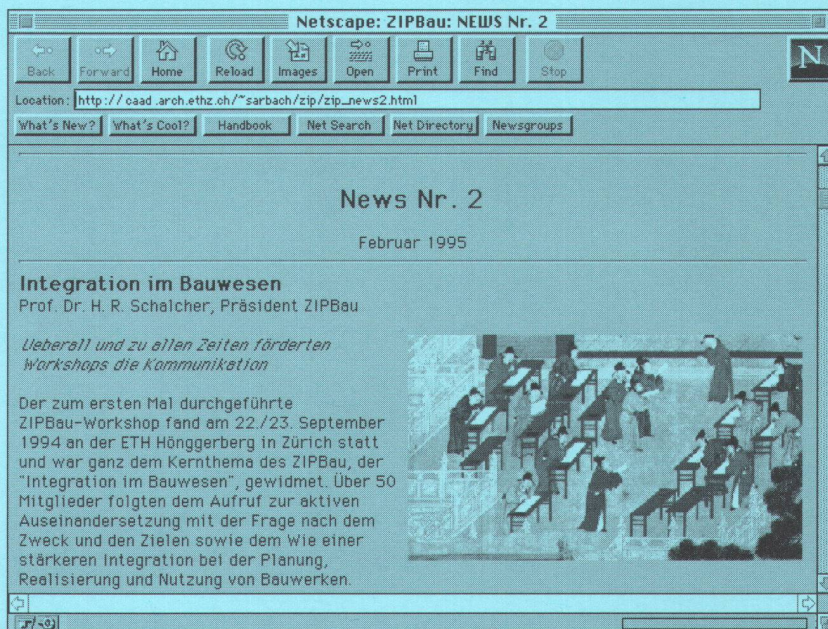 Netscape: ZIPBau: NEWS Nr. 2
Back Forward Home Reload Images Open Print Find Stop
N
Location: http://caad.arch.ethz.ch/~sarbach/zip/zip_news2.html
What's New? What's Cool? Handbook Net Search Net Directory Newsgroups
News Nr. 2
Februar 1995
Integration im Bauwesen
Prof. Dr. H. R. Schalcher, Präsident ZIPBau
Ueberall und zu allen Zeiten förderten
Workshops die Kommunikation
Der zum ersten Mal durchgeführte
ZIPBau-Workshop fand am 22./23. September
1994 an der ETH Hönggerberg in Zürich statt
und war ganz dem Kernthema des ZIPBau, der
"Integration im Bauwesen", gewidmet. Über 50
Mitglieder folgten dem Aufruf zur aktiven
Auseinandersetzung mit der Frage nach dem
Zweck und den Zielen sowie dem Wie einer
stärkeren Integration bei der Planung,
Realisierung und Nutzung von Bauwerken.